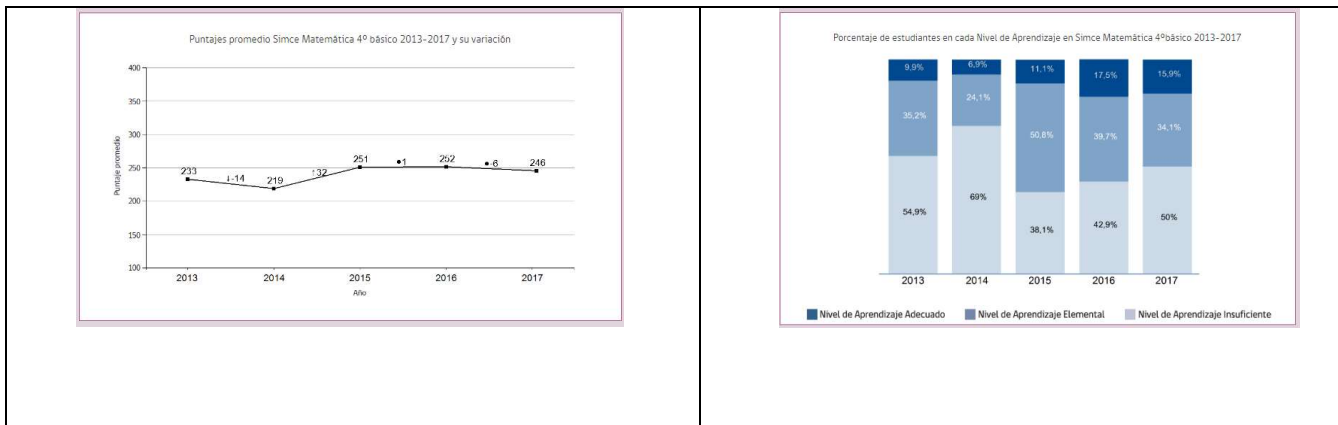 Puntajes promedio Simce Matemática 4º básico 2013-2017 y su variación
400
350
300
250
200
150
100
Puntaje promedio
233
↓-14
219
↑32
251
•1
252
•-6
246
2013 2014 2015 2016 2017
Año
Porcentaje de estudiantes en cada Nivel de Aprendizaje en Simce Matemática 4ºbásico 2013-2017
9,9% 6,9% 11,1% 17,5% 15,9%
35,2% 24,1% 50,8% 39,7% 34,1%
54,9% 69% 38,1% 42,9% 50%
2013 2014 2015 2016 2017
Nivel de Aprendizaje Adecuado Nivel de Aprendizaje Elemental Nivel de Aprendizaje Insuficiente